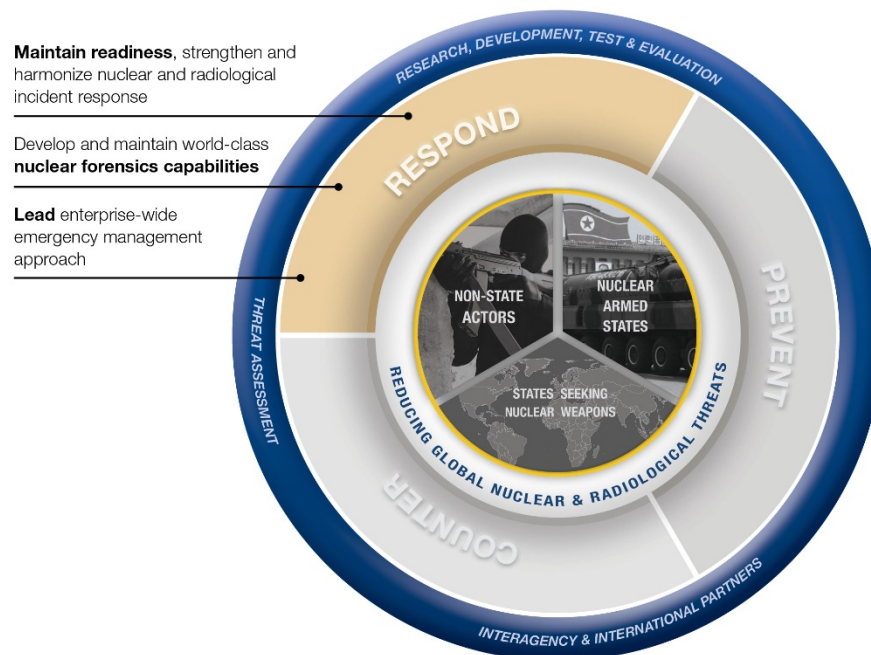 Maintain readiness, strengthen and
harmonize nuclear and radiological
incident response
Develop and maintain world-class
nuclear forensics capabilities
Lead enterprise-wide
emergency management
approach
RESEARCH, DEVELOPMENT, TEST & EVALUATION
THREAT ASSESSMENT
INTERAGENCY & INTERNATIONAL PARTNERS
RESPOND
PREVENT
COUNTER
REDUCING GLOBAL NUCLEAR & RADIOLOGICAL THREATS
NON-STATE
ACTORS
NUCLEAR
ARMED
STATES
STATES SEEKING
NUCLEAR WEAPONS